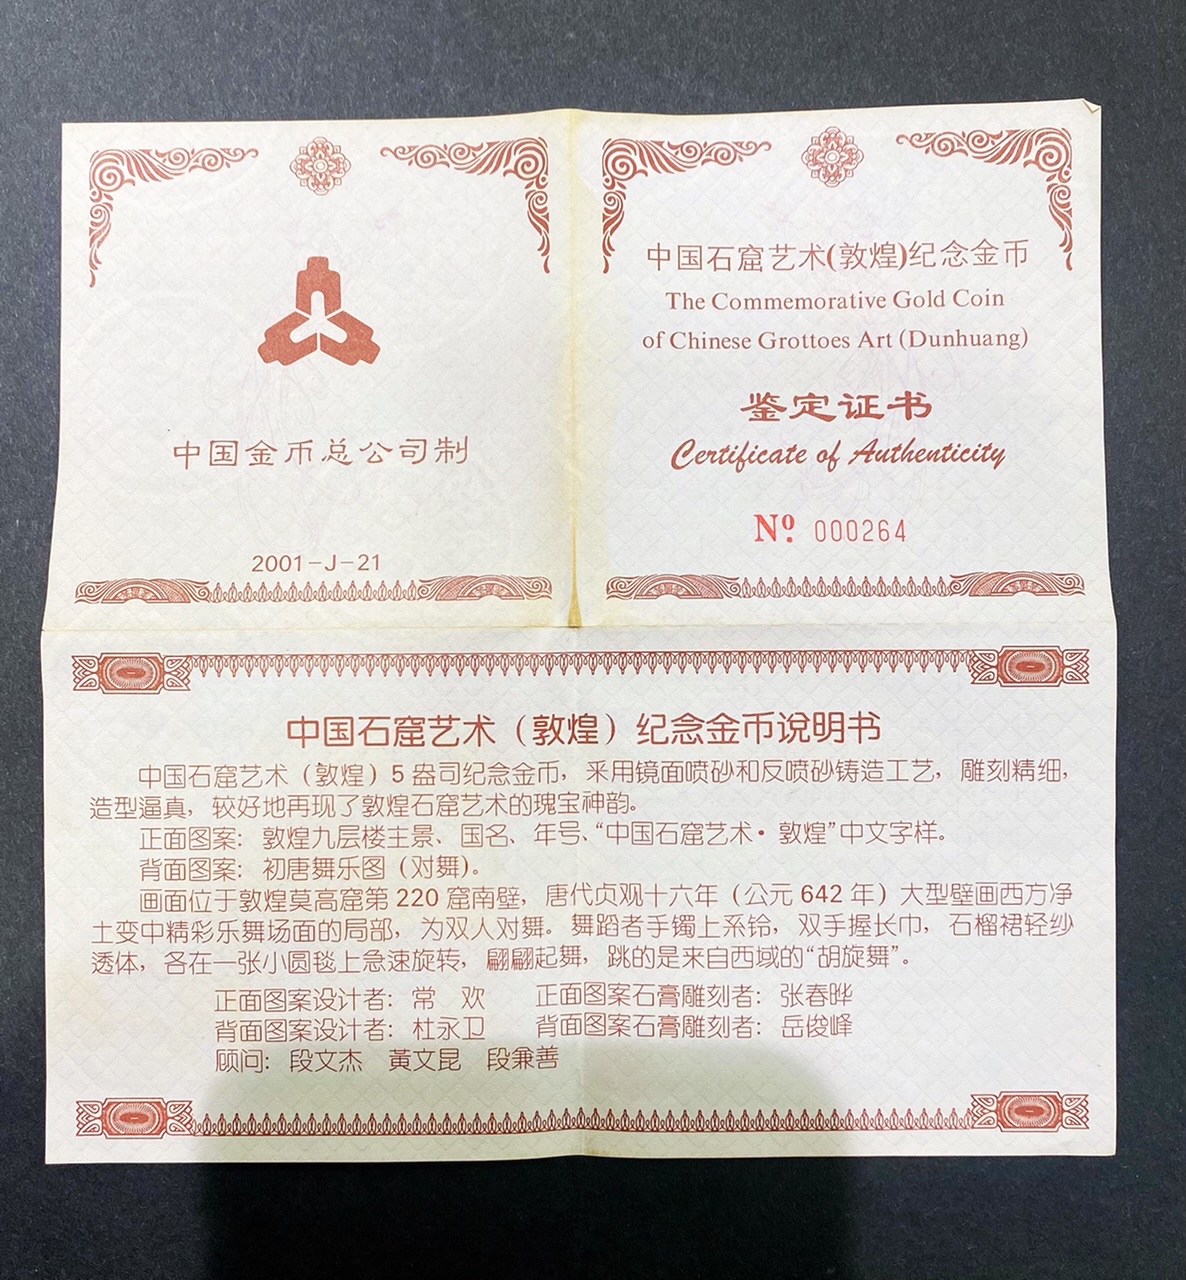 中国金币总公司制
2001-J-21
中国石窟艺术(敦煌)纪念金币
The Commemorative Gold Coin
of Chinese Grottoes Art (Dunhuang)
鉴定证书
Certificate of Authenticity
Nº. 000264
中国石窟艺术（敦煌）纪念金币说明书
中国石窟艺术（敦煌）5 盎司纪念金币，采用镜面喷砂和反喷砂铸造工艺，雕刻精细，
造型逼真，较好地再现了敦煌石窟艺术的瑰宝神韵。
正面图案：敦煌九层楼主景、国名、年号、“中国石窟艺术·敦煌”中文字样。
背面图案：初唐舞乐图（对舞）。
画面位于敦煌莫高窟第 220 窟南壁，唐代贞观十六年（公元 642 年）大型壁画西方净
土变中精彩乐舞场面的局部，为双人对舞。舞蹈者手镯上系铃，双手握长巾，石榴裙轻纱
透体，各在一张小圆毯上急速旋转，翩翩起舞，跳的是来自西域的“胡旋舞”。
正面图案设计者：常 欢 正面图案石膏雕刻者：张春晔
背面图案设计者：杜永卫 背面图案石膏雕刻者：岳俊峰
顾问：段文杰 黄文昆 段兼善